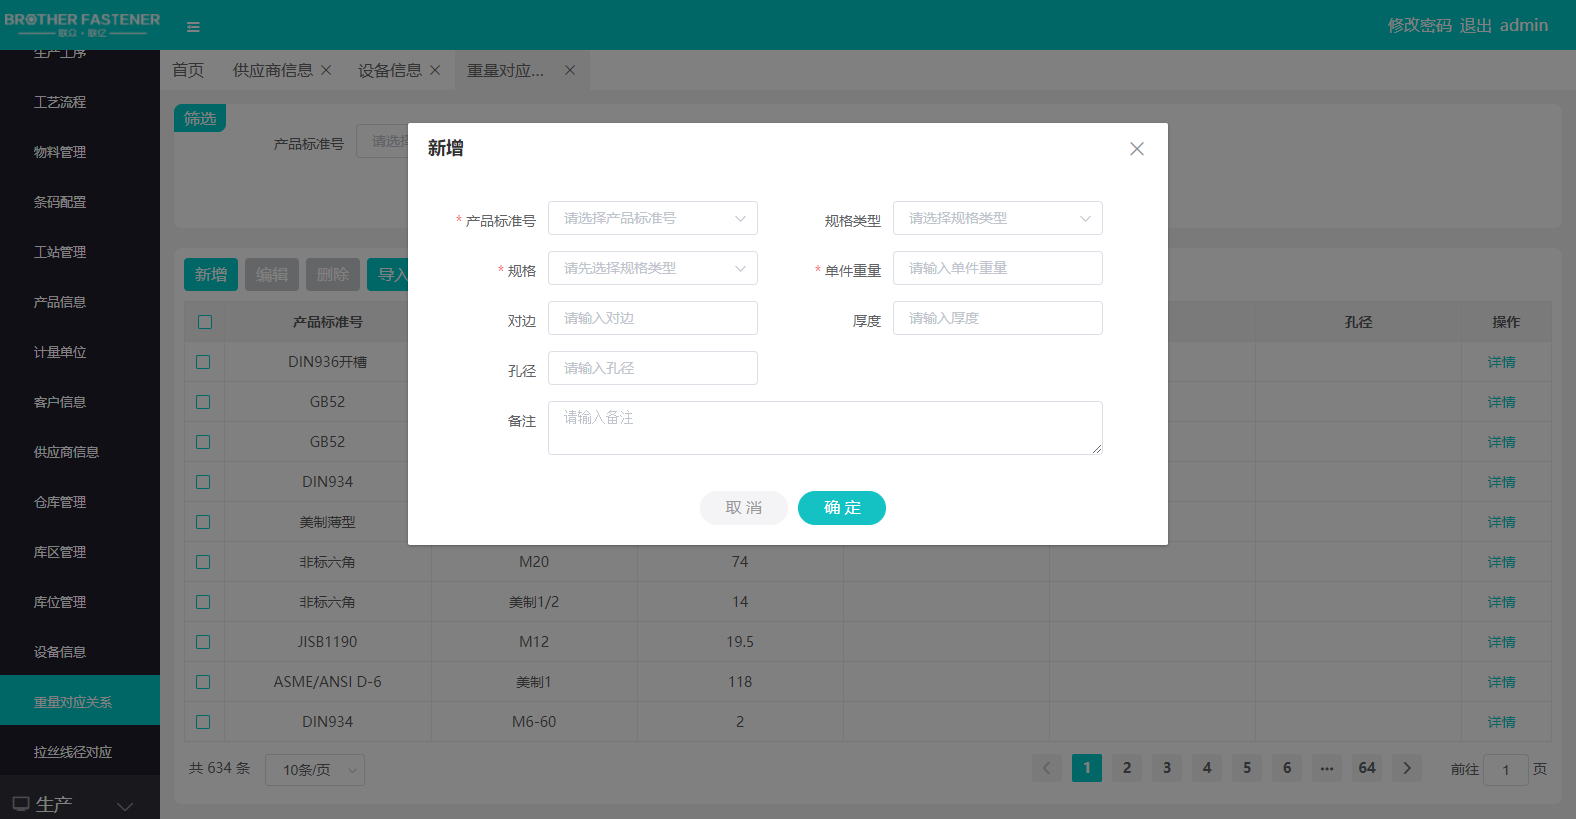 BROTHER FASTENER
联众·联亿
修改密码 退出 admin
首页 供应商信息 设备信息 重量对应...
生产工序
工艺流程
物料管理
条码配置
工站管理
产品信息
计量单位
客户信息
供应商信息
仓库管理
库区管理
库位管理
设备信息
重量对应关系
拉丝线径对应
生产
筛选
产品标准号 请选择
新增 编辑 删除 导入
产品标准号 孔径 操作
DIN936开槽 详情
GB52 详情
GB52 详情
DIN934 详情
美制薄型 详情
非标六角 M20 74 详情
非标六角 美制1/2 14 详情
JISB1190 M12 19.5 详情
ASME/ANSI D-6 美制1 118 详情
DIN934 M6-60 2 详情
共 634 条 10条/页 1 2 3 4 5 6 ... 64 前往 1 页
新增
* 产品标准号 请选择产品标准号 规格类型 请选择规格类型
* 规格 请先选择规格类型 * 单件重量 请输入单件重量
对边 请输入对边 厚度 请输入厚度
孔径 请输入孔径
备注 请输入备注
取 消 确 定